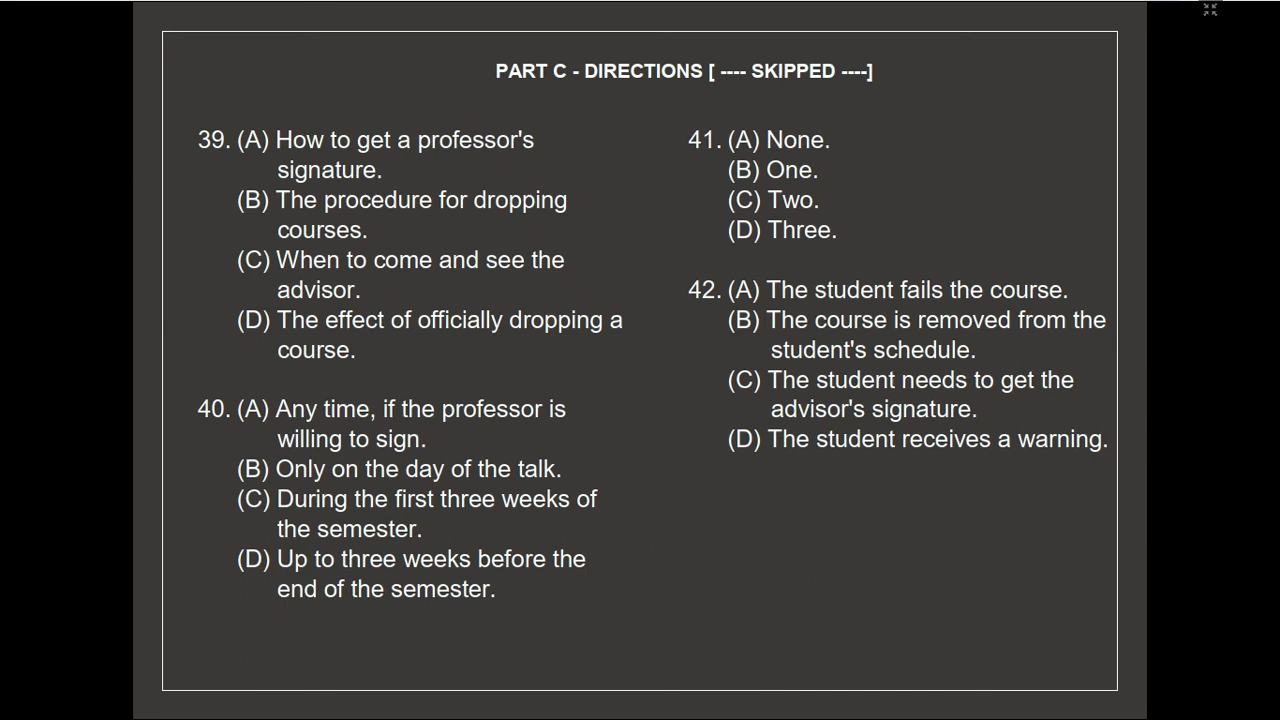 PART C - DIRECTIONS [ ---- SKIPPED ----]
39. (A) How to get a professor's
signature.
(B) The procedure for dropping
courses.
(C) When to come and see the
advisor.
(D) The effect of officially dropping a
course.
40. (A) Any time, if the professor is
willing to sign.
(B) Only on the day of the talk.
(C) During the first three weeks of
the semester.
(D) Up to three weeks before the
end of the semester.
41. (A) None.
(B) One.
(C) Two.
(D) Three.
42. (A) The student fails the course.
(B) The course is removed from the
student's schedule.
(C) The student needs to get the
advisor's signature.
(D) The student receives a warning.